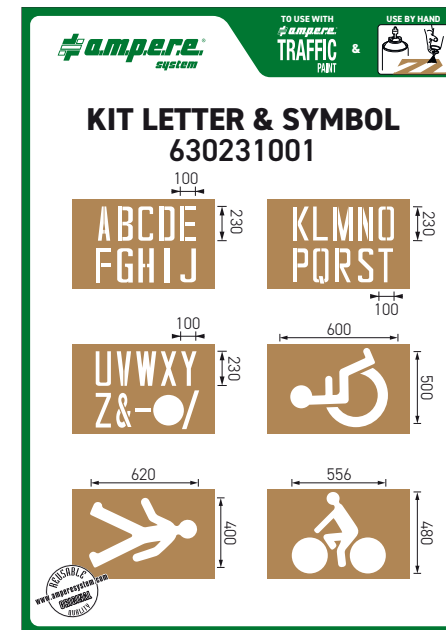 ampere
system
TO USE WITH
ampere
TRAFFIC
PAINT
&
USE BY HAND
KIT LETTER & SYMBOL
630231001
100
ABCDE
FGHIJ
230
KLMNO
PQRST
230
100
100
UVWXY
Z&-●/
230
600
500
620
400
556
480
REUSABLE
www.amperesystem.com
ORIGINAL
QUALITY